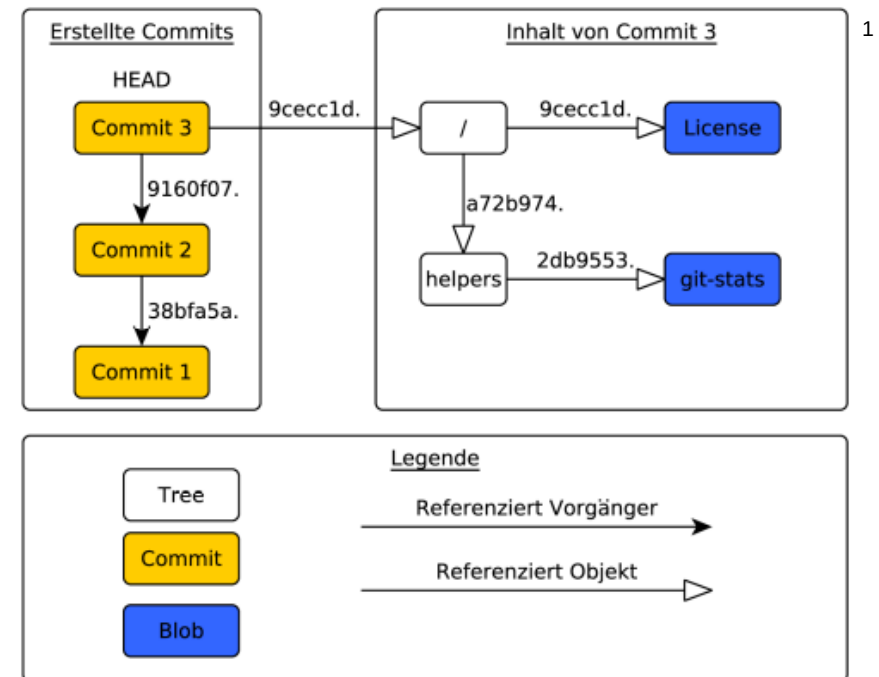 Erstellte Commits
HEAD
Commit 3
9160f07.
Commit 2
38bfa5a.
Commit 1
9cecc1d.
Inhalt von Commit 3
/
9cecc1d.
License
a72b974.
helpers
2db9553.
git-stats
1
Legende
Tree
Commit
Blob
Referenziert Vorgänger
Referenziert Objekt